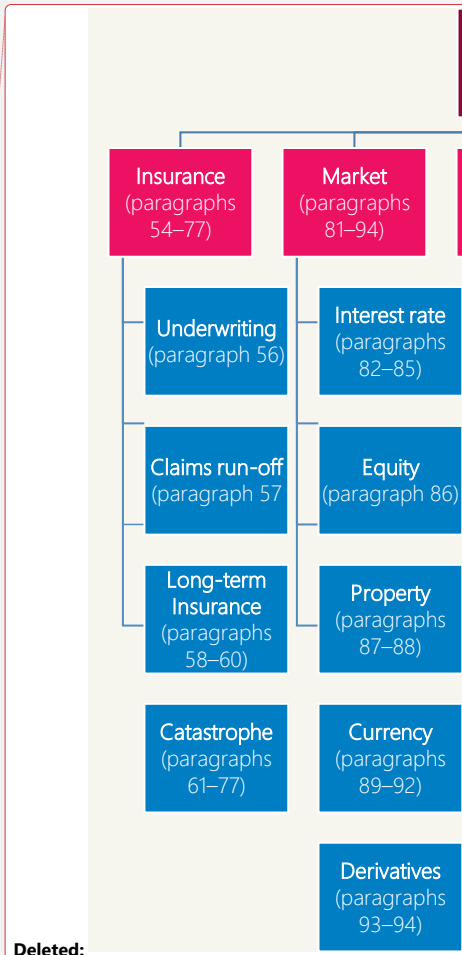 Insurance
(paragraphs
54–77)
Market
(paragraphs
81–94)
Underwriting
(paragraph 56)
Interest rate
(paragraphs
82–85)
Claims run-off
(paragraph 57
Equity
(paragraph 86)
Long-term
Insurance
(paragraphs
58–60)
Property
(paragraphs
87–88)
Catastrophe
(paragraphs
61–77)
Currency
(paragraphs
89–92)
Derivatives
(paragraphs
93–94)
Deleted: